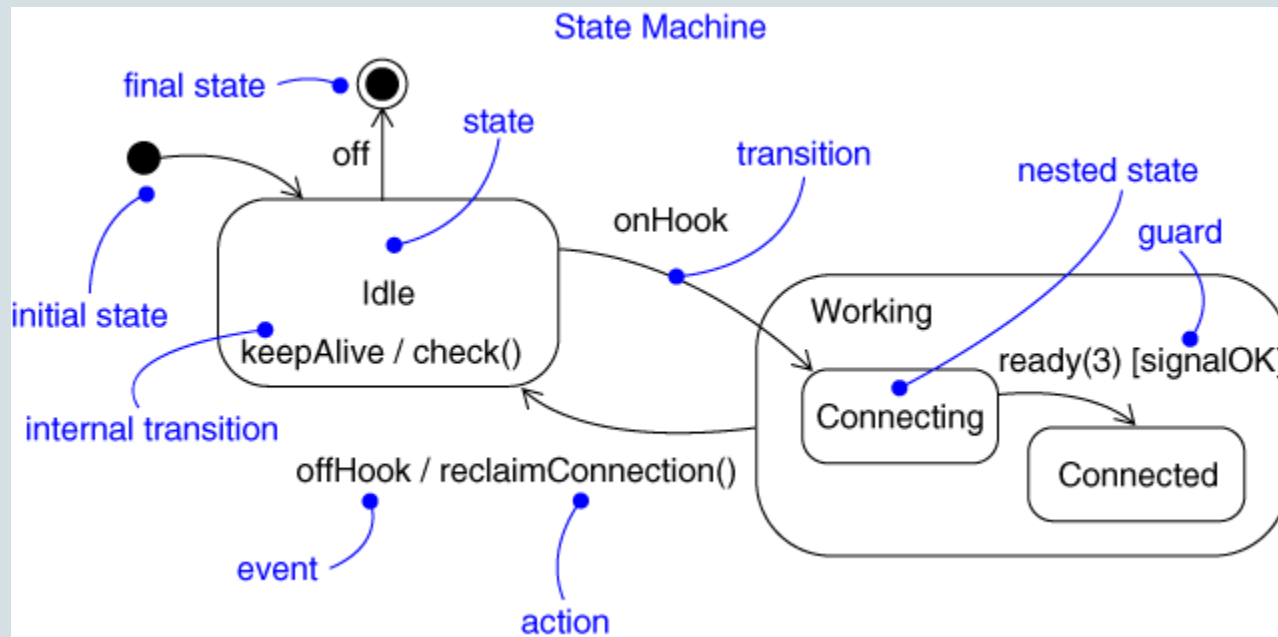 State Machine
final state
state
off
transition
nested state
onHook
guard
Idle
initial state
Working
keepAlive / check()
ready(3) [signalOK]
internal transition
Connecting
offHook / reclaimConnection()
Connected
event
action